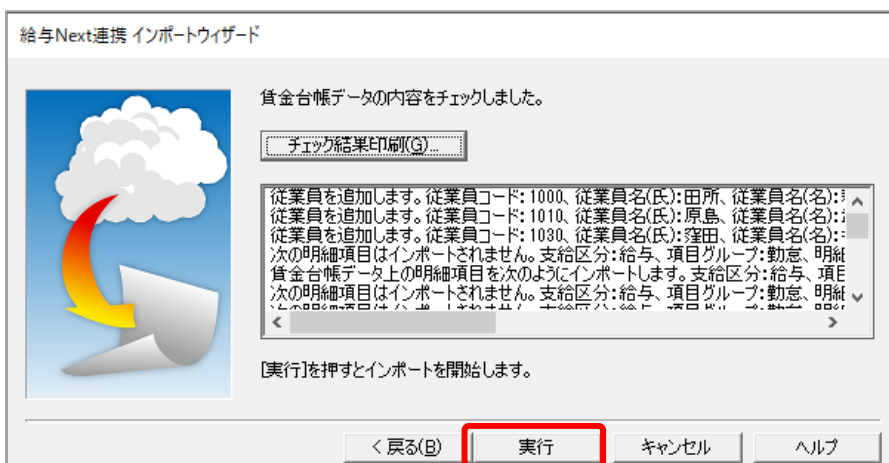 給与Next連携 インポートウィザード
賃金台帳データの内容をチェックしました。
チェック結果印刷(G)...
従業員を追加します。従業員コード:1000、従業員名(氏):田所、従業員名(名):
従業員を追加します。従業員コード:1010、従業員名(氏):原島、従業員名(名):
従業員を追加します。従業員コード:1030、従業員名(氏):窪田、従業員名(名):
次の明細項目はインポートされません。支給区分:給与、項目グループ:勤怠、明細
賃金台帳データ上の明細項目を次のようにインポートします。支給区分:給与、項目
次の明細項目はインポートされません。支給区分:給与、項目グループ:勤怠、明細
[実行]を押すとインポートを開始します。
< 戻る(B) 実行 キャンセル ヘルプ